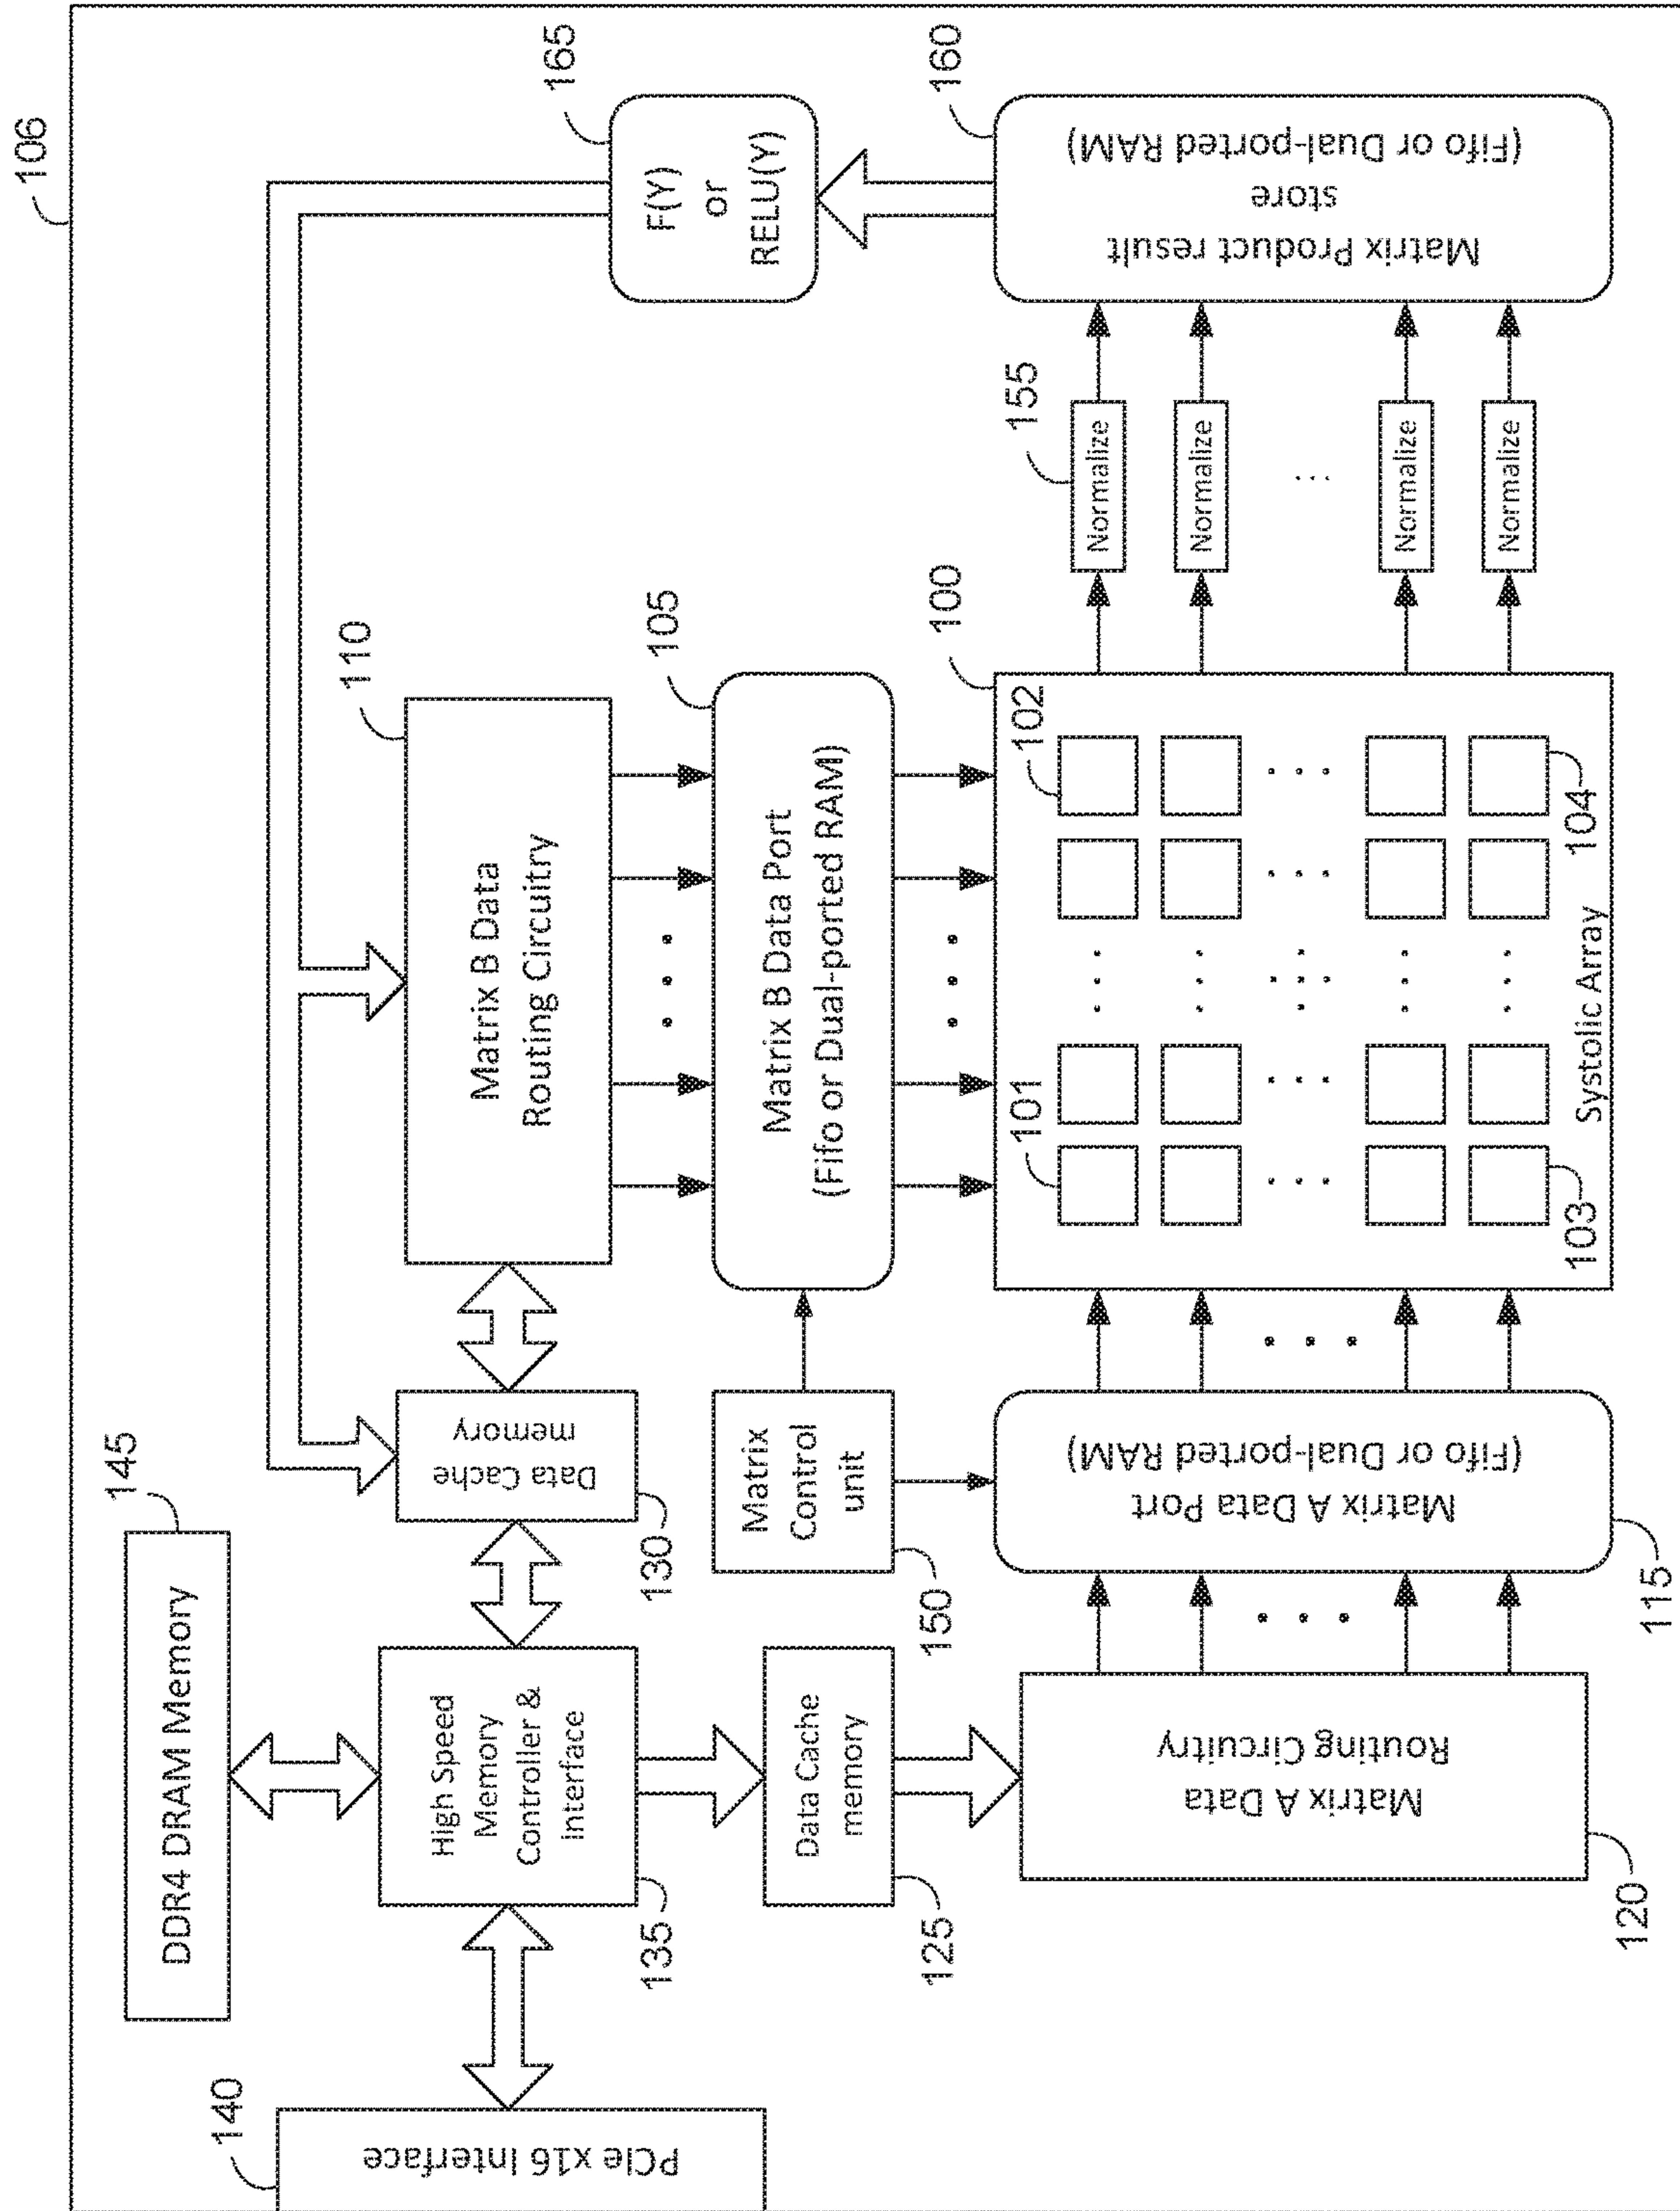 106
145
DDR4 DRAM Memory
140
PCIe x16 Interface
High Speed
Memory
Controller &
Interface
135
Data Cache
memory
130
Matrix B Data
Routing Circuitry
110
F(Y)
or
RELU(Y)
165
Data Cache
memory
125
Matrix
Control
unit
150
Matrix B Data Port
(Fifo or Dual-ported RAM)
105
Matrix A Data
Routing Circuitry
120
Matrix A Data Port
(Fifo or Dual-ported RAM)
115
100
101
102
103
104
Systolic Array
155
Normalize
Normalize
Normalize
Normalize
Matrix Product result
store
(Fifo or Dual-ported RAM)
160